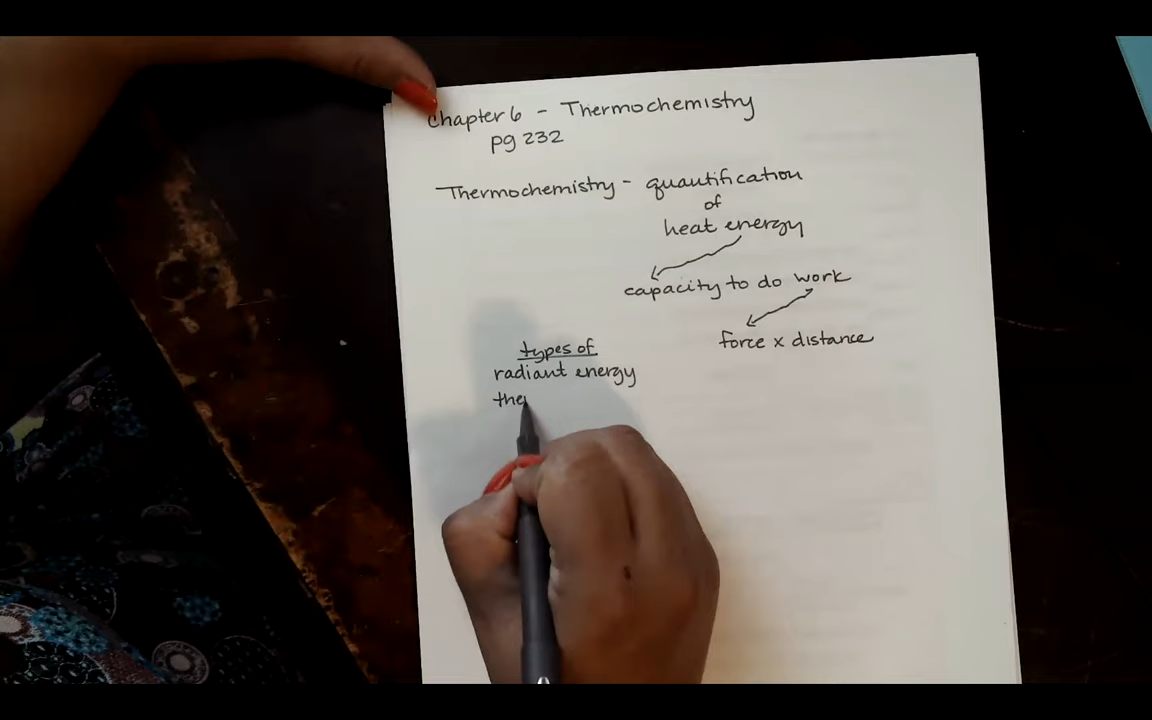 Chapter 6 - Thermochemistry
pg 232
Thermochemistry - quantification
of
heat energy
capacity to do work
force x distance
types of
radiant energy
the